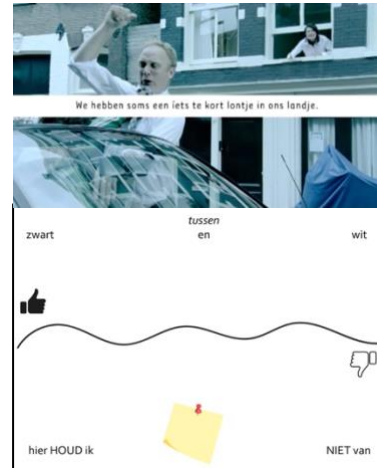 We hebben soms een iets te kort lontje in ons landje.
tussen
zwart en wit
hier HOUD ik NIET van